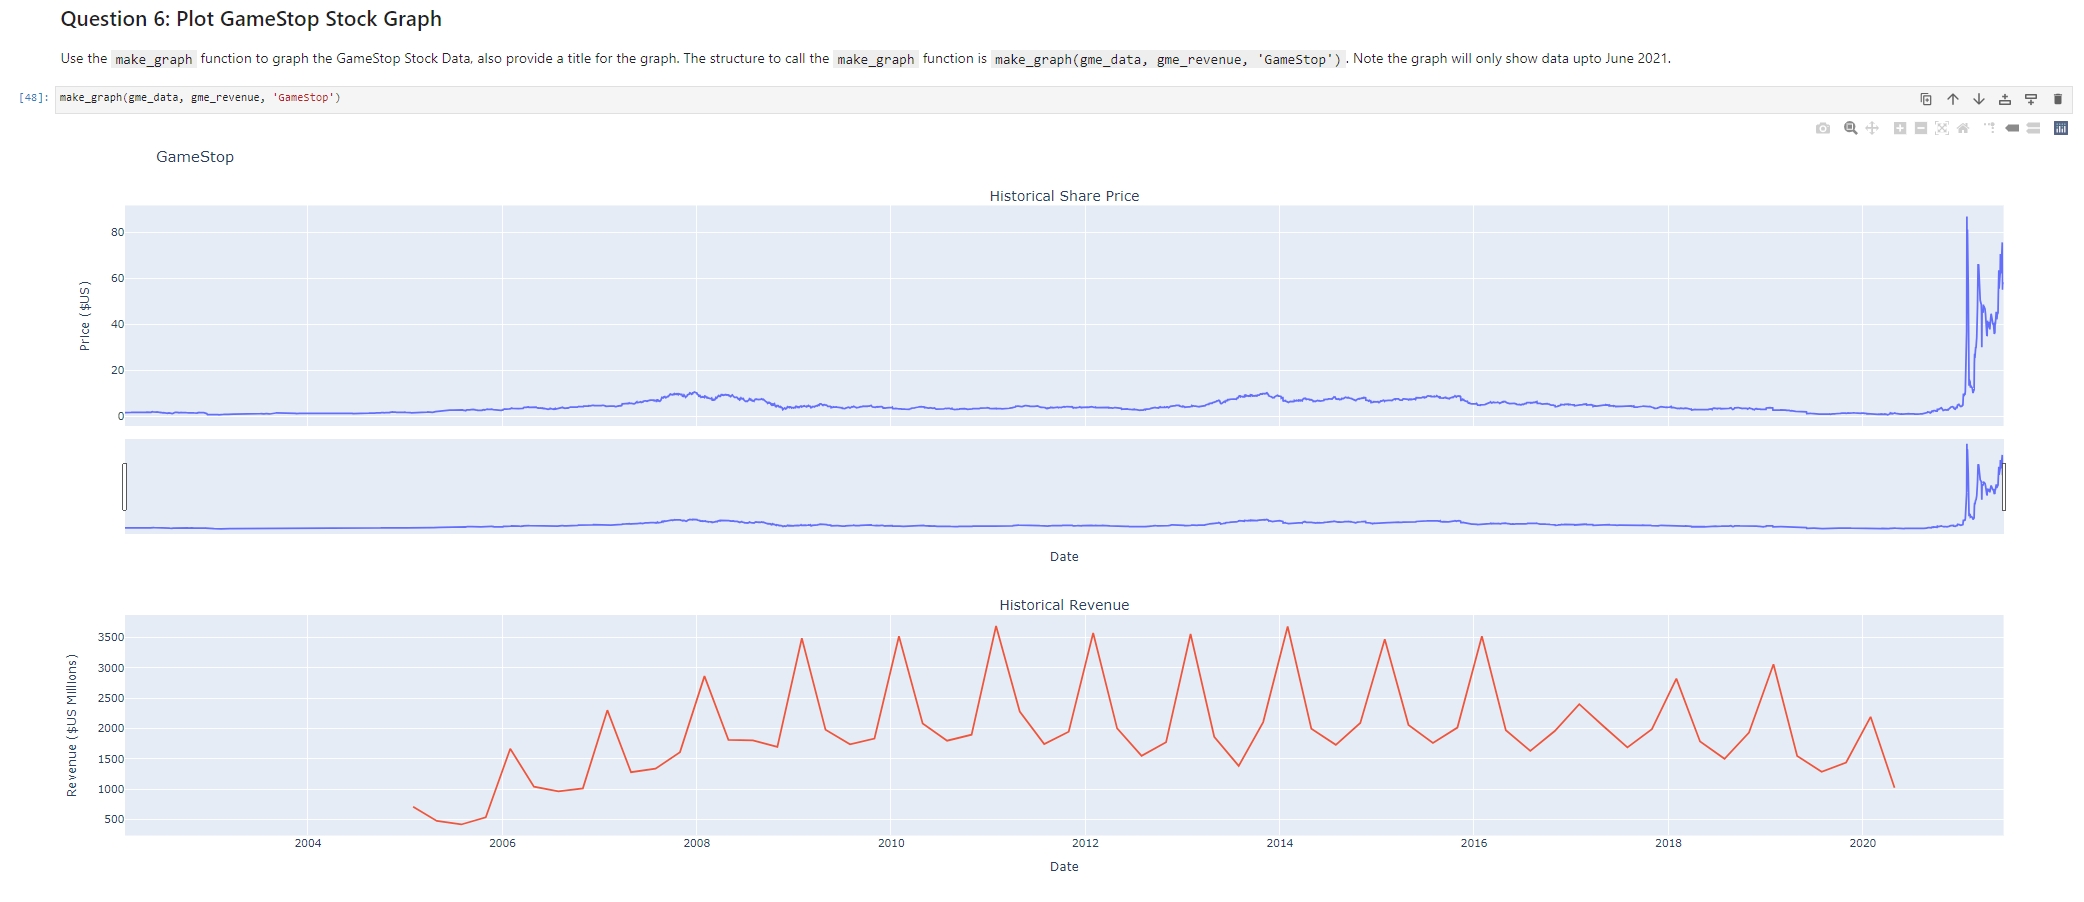 Question 6: Plot GameStop Stock Graph
Use the make_graph function to graph the GameStop Stock Data, also provide a title for the graph. The structure to call the make_graph function is make_graph(gme_data, gme_revenue, 'GameStop'). Note the graph will only show data upto June 2021.
[48]: make_graph(gme_data, gme_revenue, 'GameStop')
GameStop
Historical Share Price
80
60
40
20
0
Price ($US)
Date
Historical Revenue
3500
3000
2500
2000
1500
1000
500
Revenue ($US Millions)
2004 2006 2008 2010 2012 2014 2016 2018 2020
Date